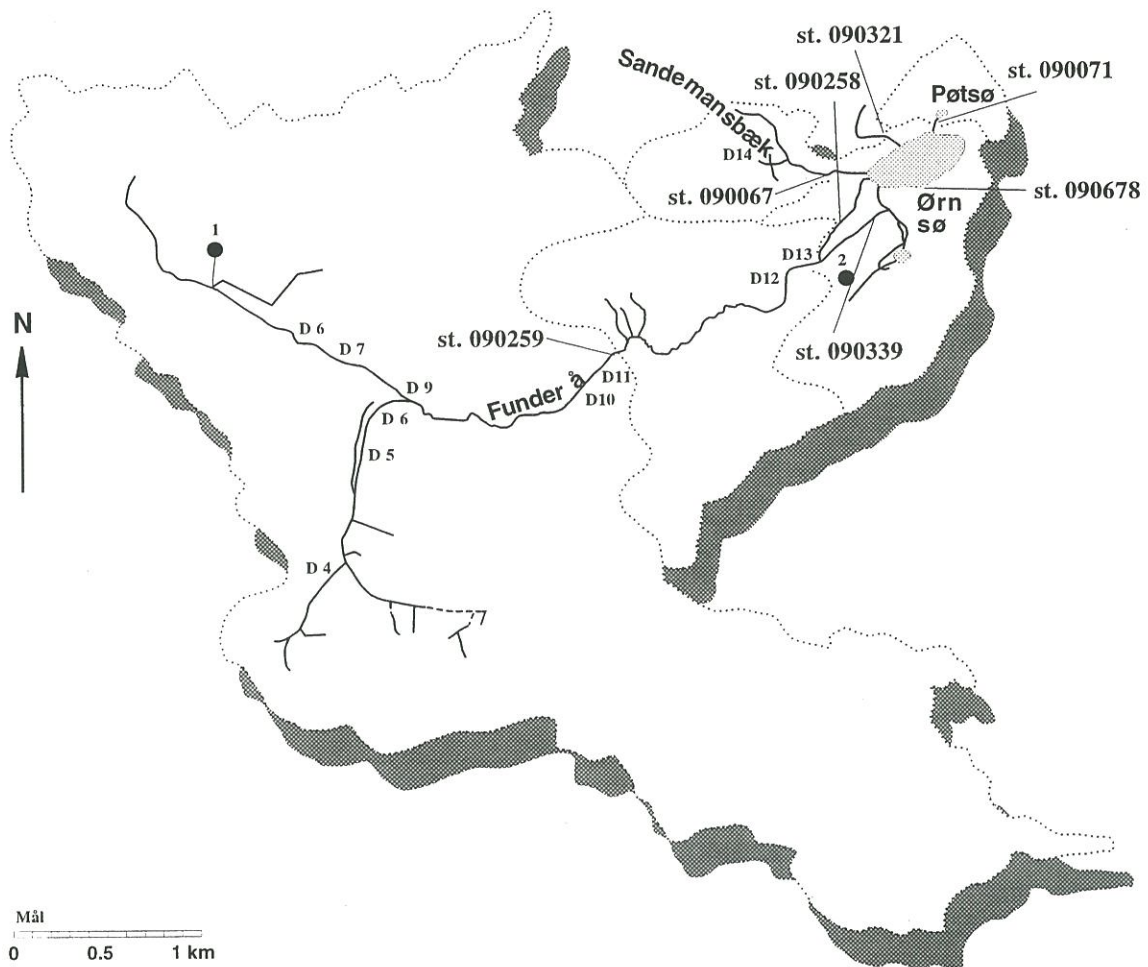 st. 090321
st. 090071
Sandemansbæk
st. 090258
Pøtsø
D14
st. 090067
st. 090678
Ørn
sø
1
D13
2
D12
N
D 6
st. 090259
D 7
st. 090339
D11
D 9
Funder å
D10
D 6
D 5
D 4
Mål
0 0.5 1 km